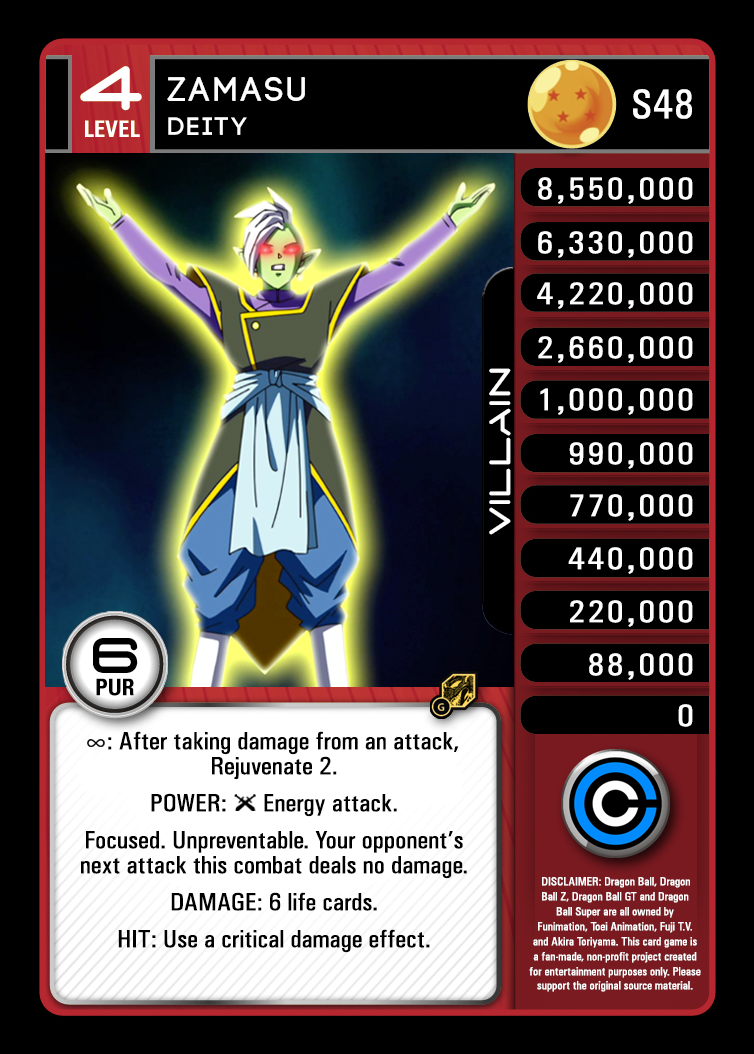 4
LEVEL
ZAMASU
DEITY
S48
8,550,000
6,330,000
4,220,000
2,660,000
1,000,000
990,000
770,000
440,000
220,000
88,000
0
VILLAIN
6
PUR
G
∞: After taking damage from an attack,
Rejuvenate 2.
POWER: Energy attack.
Focused. Unpreventable. Your opponent's
next attack this combat deals no damage.
DAMAGE: 6 life cards.
HIT: Use a critical damage effect.
DISCLAIMER: Dragon Ball, Dragon
Ball Z, Dragon Ball GT and Dragon
Ball Super are all owned by
Funimation, Toei Animation, Fuji T.V.
and Akira Toriyama. This card game is
a fan-made, non-profit project created
for entertainment purposes only. Please
support the original source material.